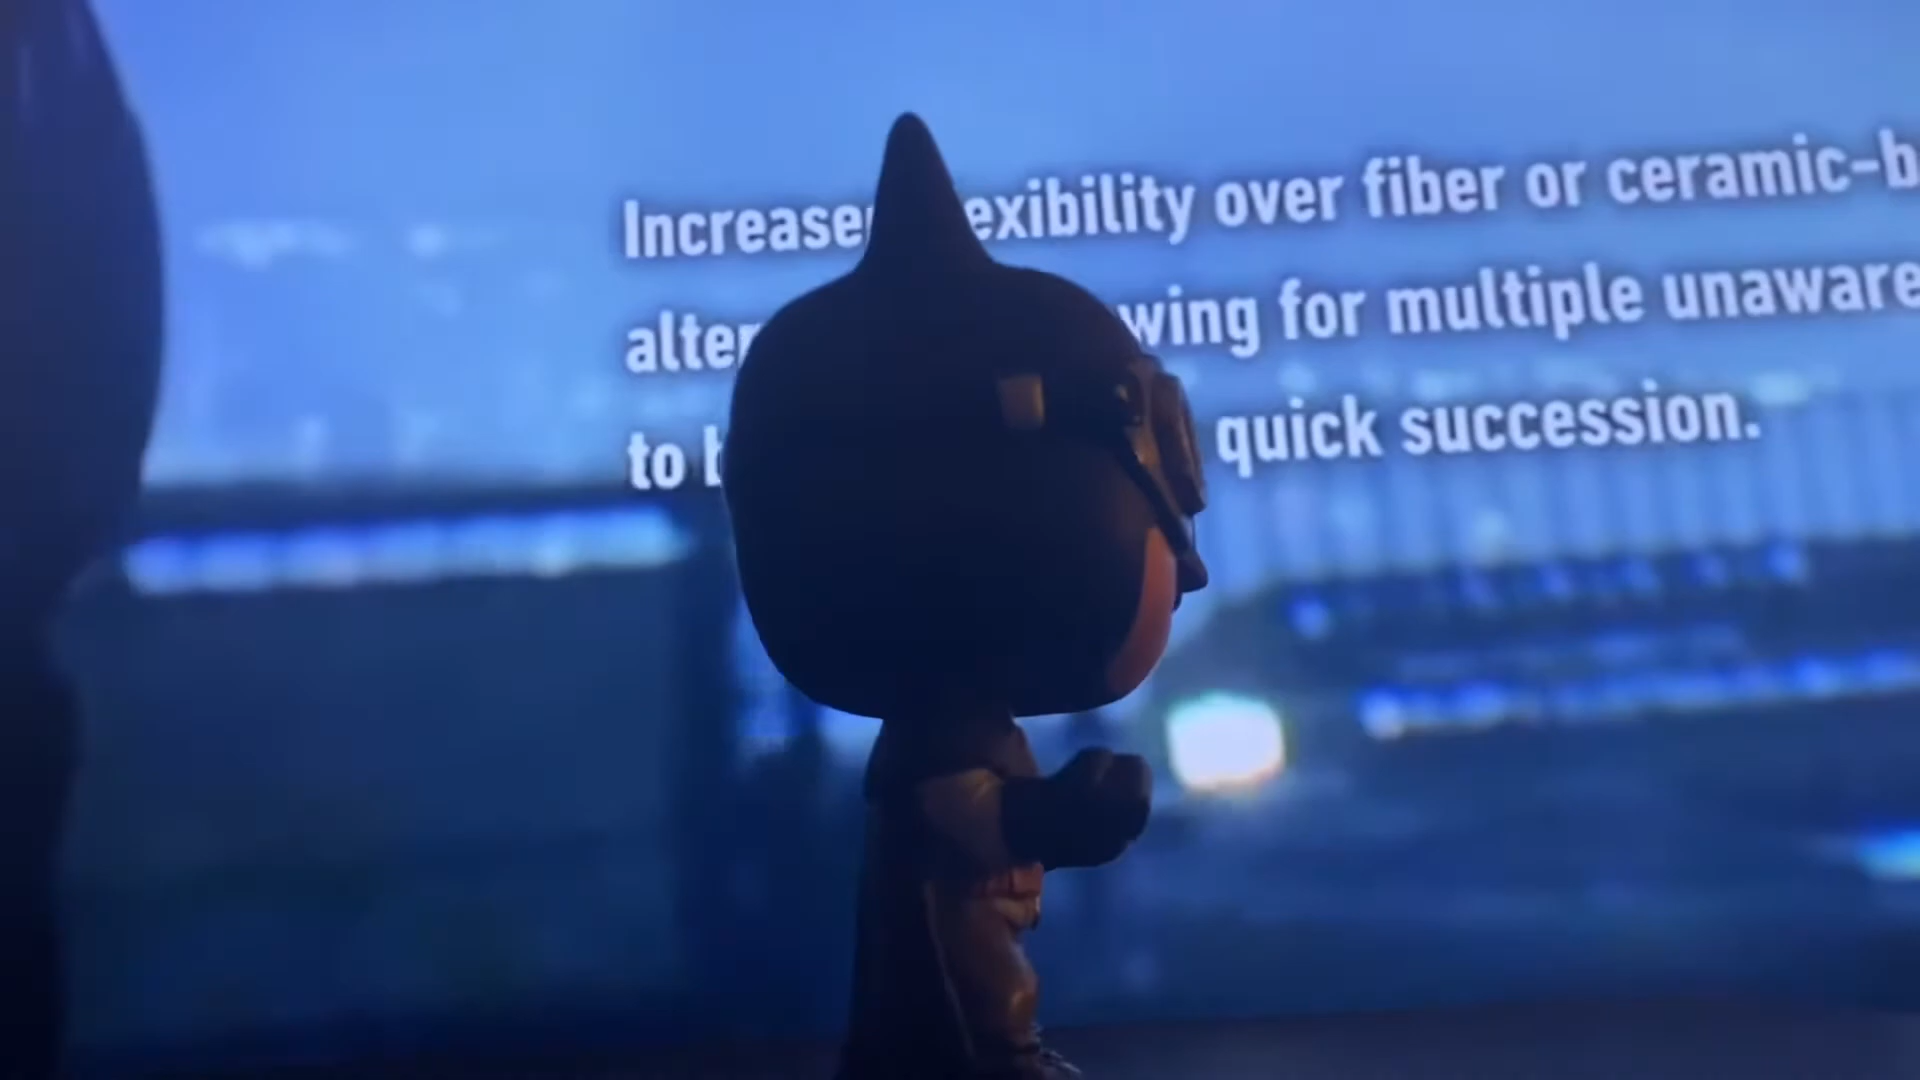 Increase exibility over fiber or ceramic-b
alter wing for multiple unaware
to b quick succession.